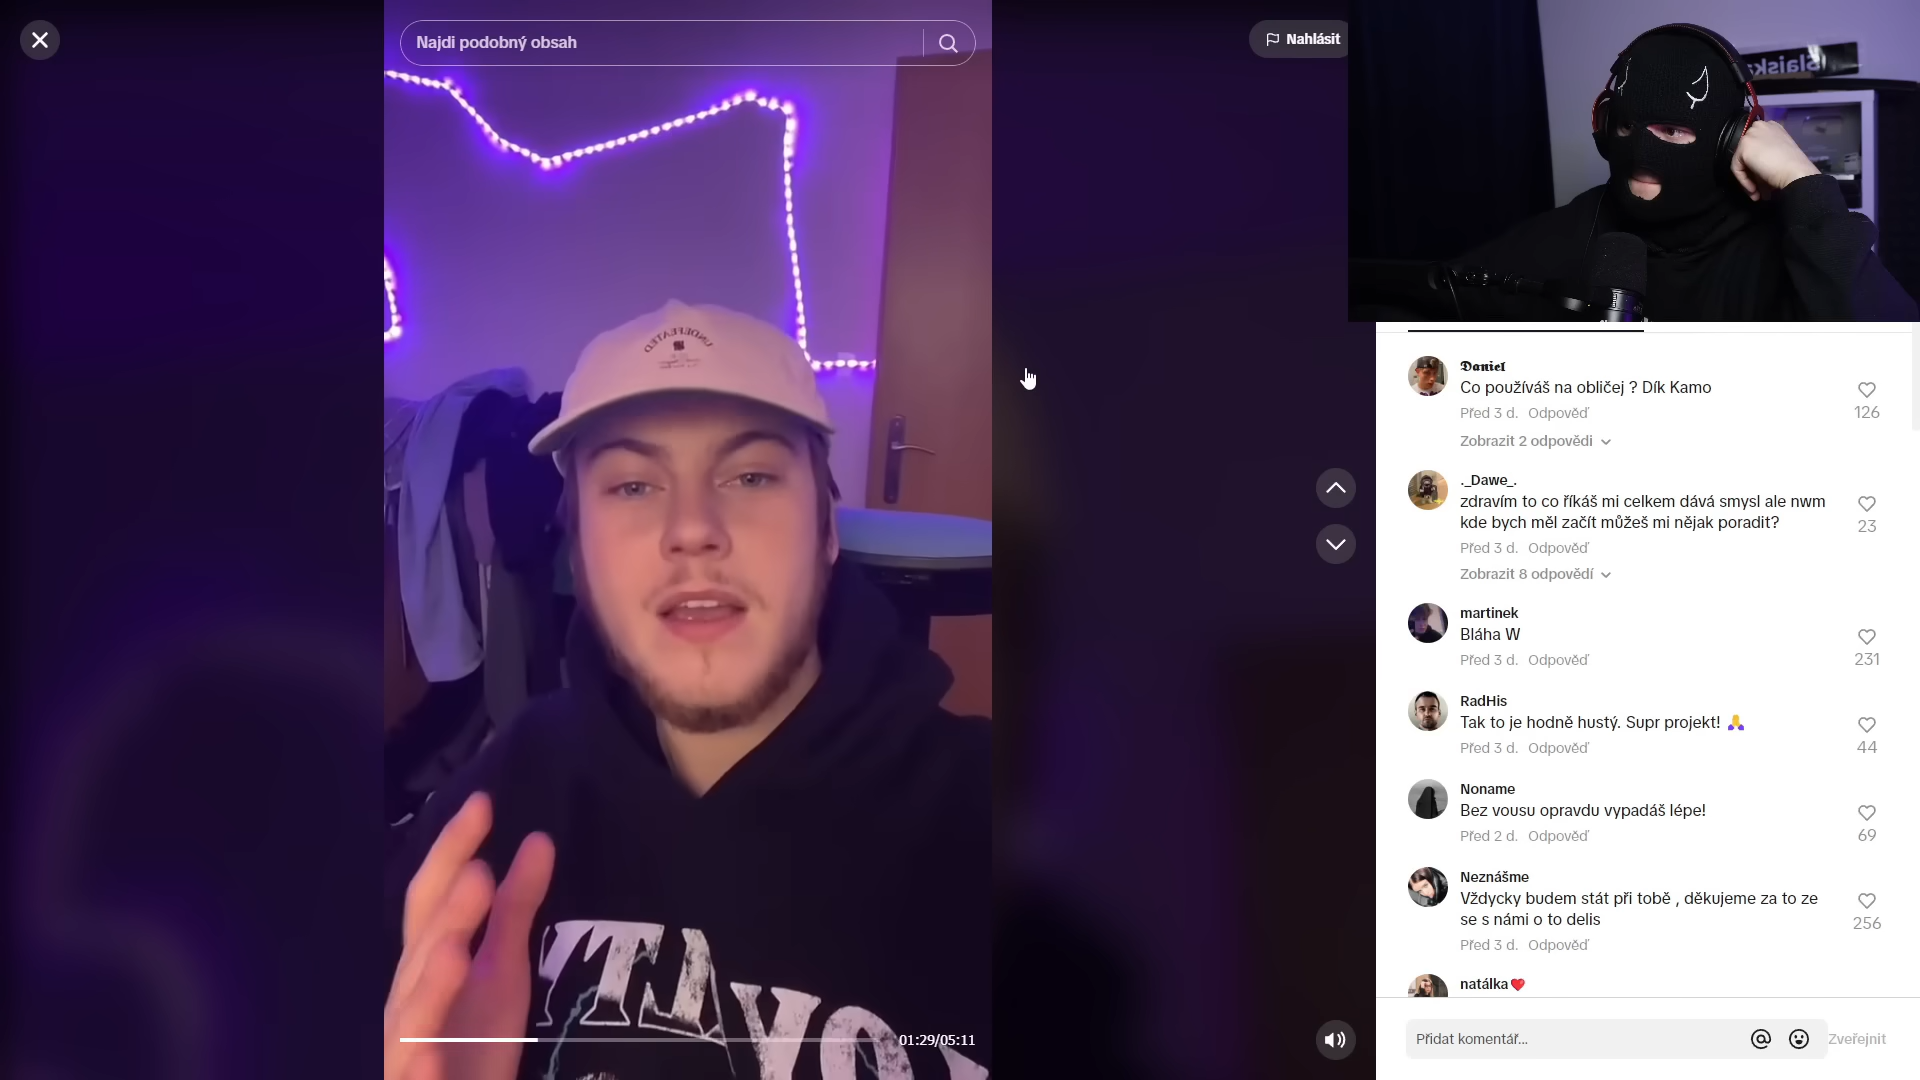 Najdi podobný obsah
Nahlásit
UNDEFEATED
Daniel
Co používáš na obličej ? Dík Kamo
Před 3 d. Odpověď
126
Zobrazit 2 odpovědi
._Dawe_.
zdravím to co říkáš mi celkem dává smysl ale nwm
kde bych měl začít můžeš mi nějak poradit?
23
Před 3 d. Odpověď
Zobrazit 8 odpovědí
martinek
Bláha W
Před 3 d. Odpověď
231
RadHis
Tak to je hodně hustý. Supr projekt! 🙏
Před 3 d. Odpověď
44
Noname
Bez vousu opravdu vypadáš lépe!
Před 2 d. Odpověď
69
Neznášme
Vždycky budem stát při tobě , děkujeme za to ze
se s námi o to delis
256
Před 3 d. Odpověď
natálka❤️
01:29/05:11
Přidat komentář...
Zveřejnit